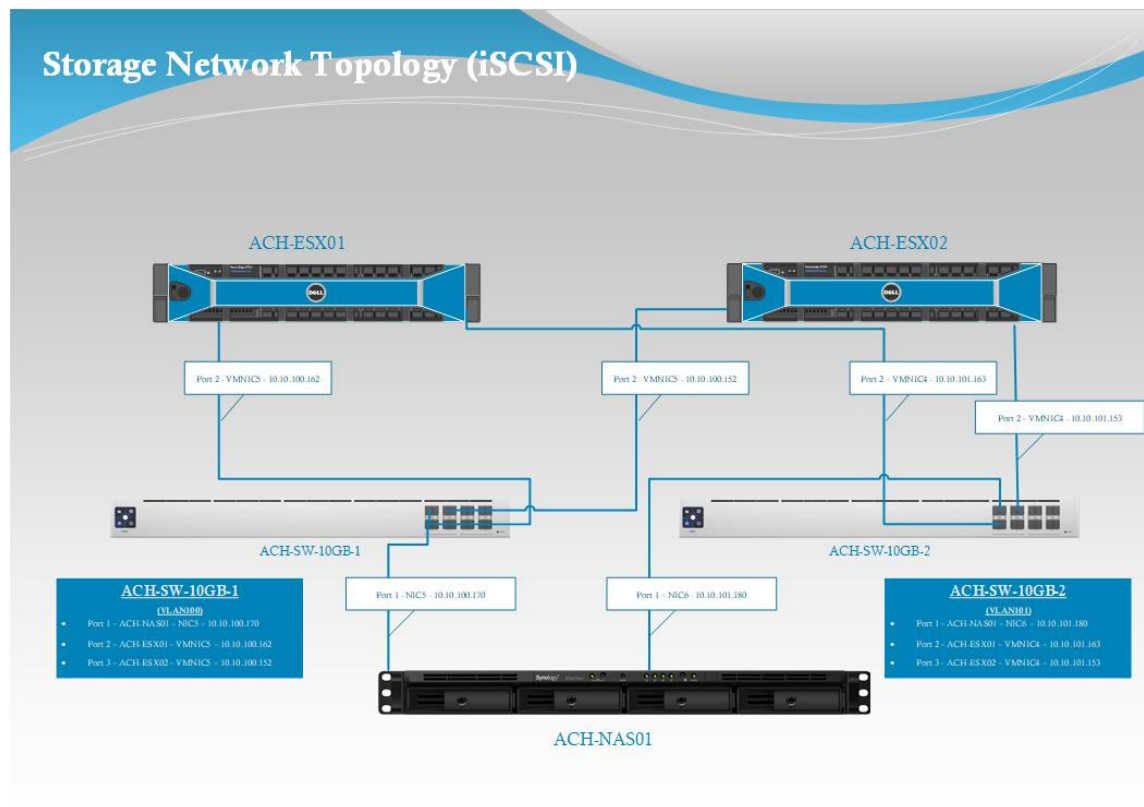 Storage Network Topology (iSCSI)
ACH-ESX01
ACH-ESX02
DELL
DELL
Port 2 - VMNIC5 - 10.10.100.162
Port 2 - VMNIC5 - 10.10.100.152
Port 2 - VMNIC4 - 10.10.101.163
Port 2 - VMNIC4 - 10.10.101.153
ACH-SW-10GB-1
ACH-SW-10GB-2
ACH-SW-10GB-1
(VLAN100)
• Port 1 – ACH-NAS01 – NIC5 – 10.10.100.170
• Port 2 – ACH-ESX01 – VMNIC5 – 10.10.100.162
• Port 3 – ACH-ESX02 – VMNIC5 – 10.10.100.152
Port 1 - NIC5 - 10.10.100.170
Port 1 - NIC6 - 10.10.101.180
ACH-SW-10GB-2
(VLAN101)
• Port 1 – ACH-NAS01 – NIC6 – 10.10.101.180
• Port 2 – ACH-ESX01 – VMNIC4 – 10.10.101.163
• Port 3 – ACH-ESX02 – VMNIC4 – 10.10.101.153
Synology
ACH-NAS01